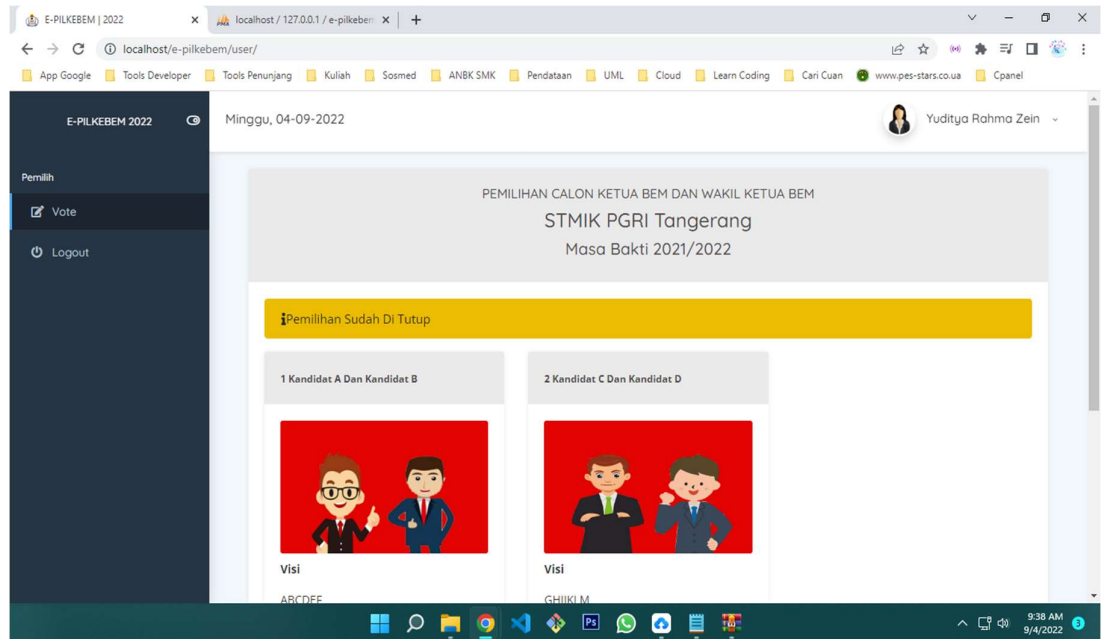 E-PILKEBEM | 2022
localhost / 127.0.0.1 / e-pilkeben
localhost/e-pilkebem/user/
App Google Tools Developer Tools Penunjang Kuliah Sosmed ANBK SMK Pendataan UML Cloud Learn Coding Cari Cuan www.pes-stars.co.ua Cpanel
E-PILKEBEM 2022
Minggu, 04-09-2022
Yuditya Rahma Zein
Pemilih
Vote
Logout
PEMILIHAN CALON KETUA BEM DAN WAKIL KETUA BEM
STMIK PGRI Tangerang
Masa Bakti 2021/2022
Pemilihan Sudah Di Tutup
1 Kandidat A Dan Kandidat B
2 Kandidat C Dan Kandidat D
Visi
Visi
ABCDEF
GHIJKLM
Ps
9:38 AM
9/4/2022
3